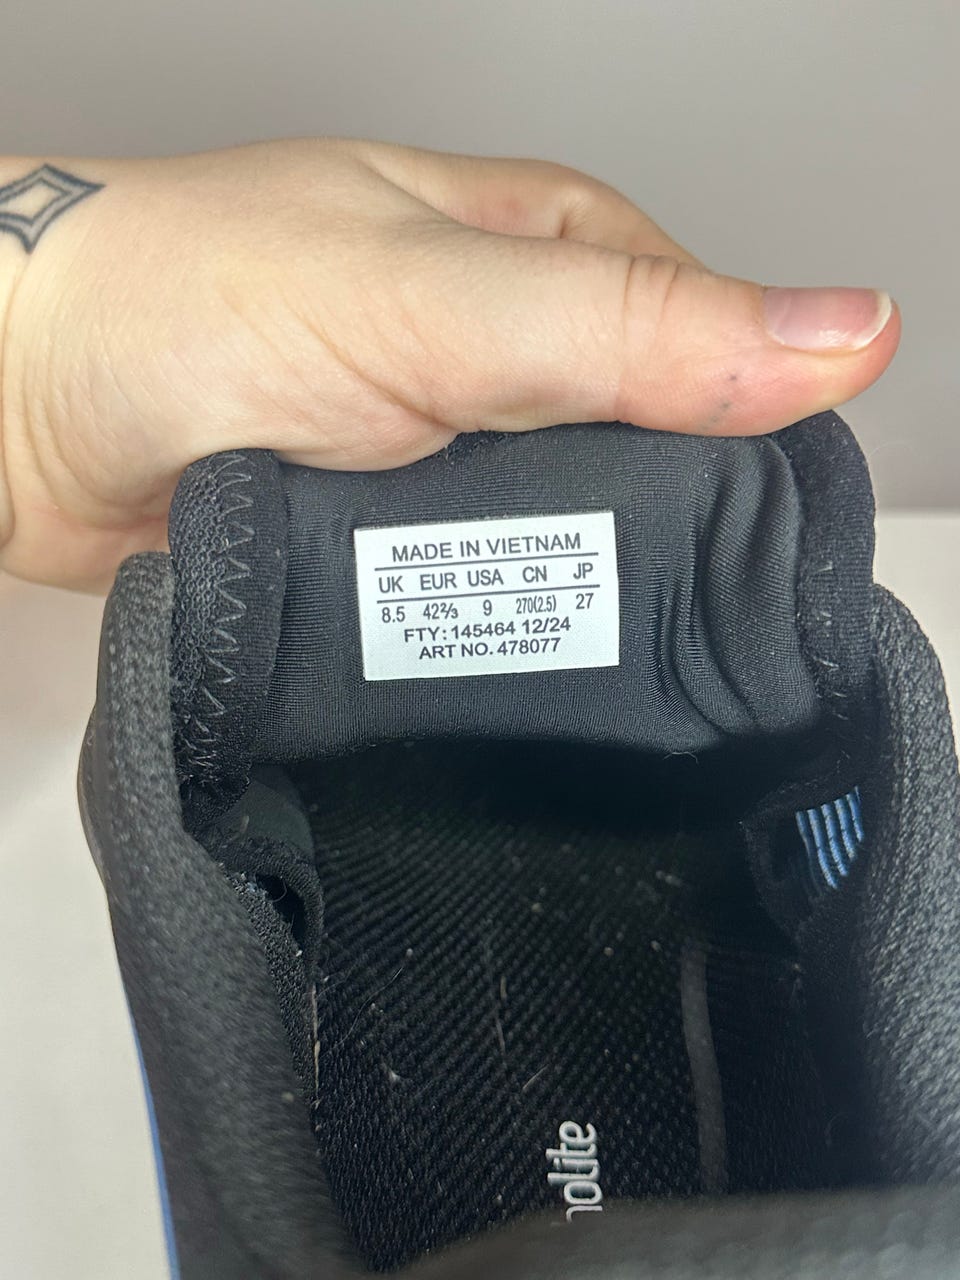 MADE IN VIETNAM
UK EUR USA CN JP
8.5 42⅔ 9 270(2.5) 27
FTY: 145464 12/24
ART NO. 478077
nolite